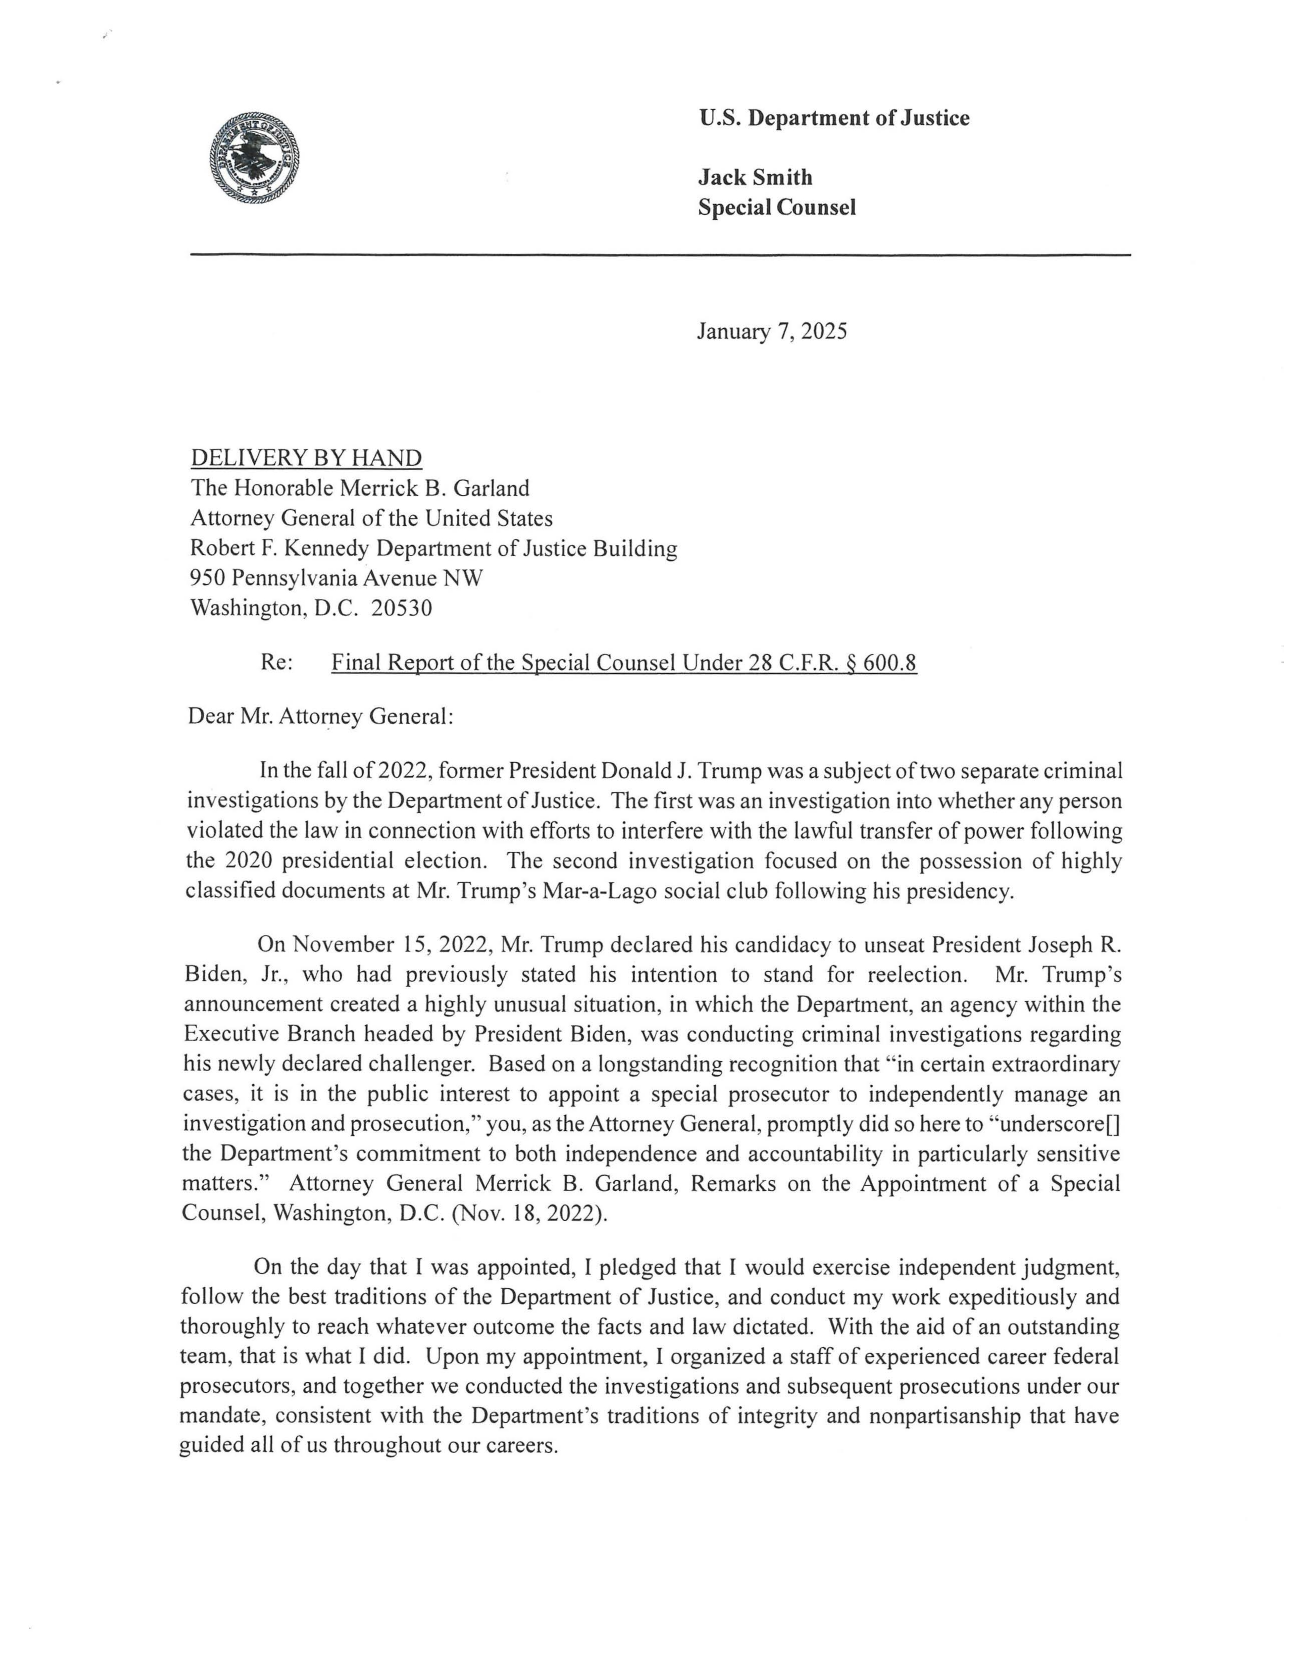 U.S. Department of Justice
Jack Smith
Special Counsel
January 7, 2025
DELIVERY BY HAND
The Honorable Merrick B. Garland
Attorney General of the United States
Robert F. Kennedy Department of Justice Building
950 Pennsylvania Avenue NW
Washington, D.C. 20530
Re: Final Report of the Special Counsel Under 28 C.F.R. § 600.8
Dear Mr. Attorney General:
In the fall of 2022, former President Donald J. Trump was a subject of two separate criminal
investigations by the Department of Justice. The first was an investigation into whether any person
violated the law in connection with efforts to interfere with the lawful transfer of power following
the 2020 presidential election. The second investigation focused on the possession of highly
classified documents at Mr. Trump's Mar-a-Lago social club following his presidency.
On November 15, 2022, Mr. Trump declared his candidacy to unseat President Joseph R.
Biden, Jr., who had previously stated his intention to stand for reelection. Mr. Trump's
announcement created a highly unusual situation, in which the Department, an agency within the
Executive Branch headed by President Biden, was conducting criminal investigations regarding
his newly declared challenger. Based on a longstanding recognition that “in certain extraordinary
cases, it is in the public interest to appoint a special prosecutor to independently manage an
investigation and prosecution,” you, as the Attorney General, promptly did so here to “underscore[]
the Department's commitment to both independence and accountability in particularly sensitive
matters.” Attorney General Merrick B. Garland, Remarks on the Appointment of a Special
Counsel, Washington, D.C. (Nov. 18, 2022).
On the day that I was appointed, I pledged that I would exercise independent judgment,
follow the best traditions of the Department of Justice, and conduct my work expeditiously and
thoroughly to reach whatever outcome the facts and law dictated. With the aid of an outstanding
team, that is what I did. Upon my appointment, I organized a staff of experienced career federal
prosecutors, and together we conducted the investigations and subsequent prosecutions under our
mandate, consistent with the Department's traditions of integrity and nonpartisanship that have
guided all of us throughout our careers.